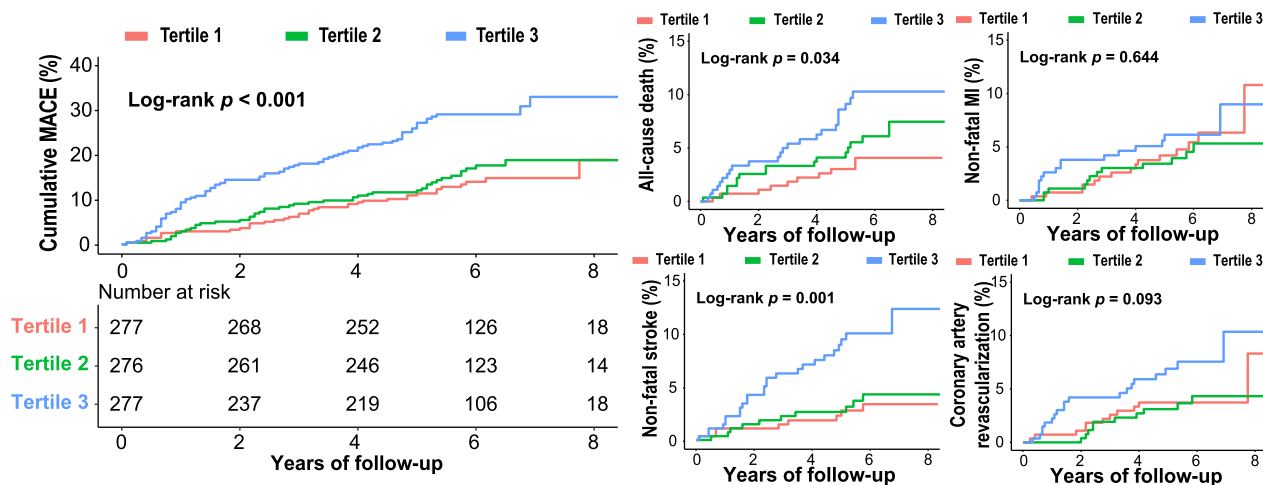 Tertile 1 Tertile 2 Tertile 3
Cumulative MACE (%)
40
30
20
10
0
Log-rank p < 0.001
0 2 4 6 8
Number at risk
Tertile 1 277 268 252 126 18
Tertile 2 276 261 246 123 14
Tertile 3 277 237 219 106 18
0 2 4 6 8
Years of follow-up
Tertile 1 Tertile 2 Tertile 3
All-cause death (%)
15
10
5
0
Log-rank p = 0.034
0 2 4 6 8
Years of follow-up
Tertile 1 Tertile 2 Tertile 3
Non-fatal MI (%)
15
10
5
0
Log-rank p = 0.644
0 2 4 6 8
Years of follow-up
Tertile 1 Tertile 2 Tertile 3
Non-fatal stroke (%)
15
10
5
0
Log-rank p = 0.001
0 2 4 6 8
Years of follow-up
Tertile 1 Tertile 2 Tertile 3
Coronary artery
revascularization (%)
15
10
5
0
Log-rank p = 0.093
0 2 4 6 8
Years of follow-up